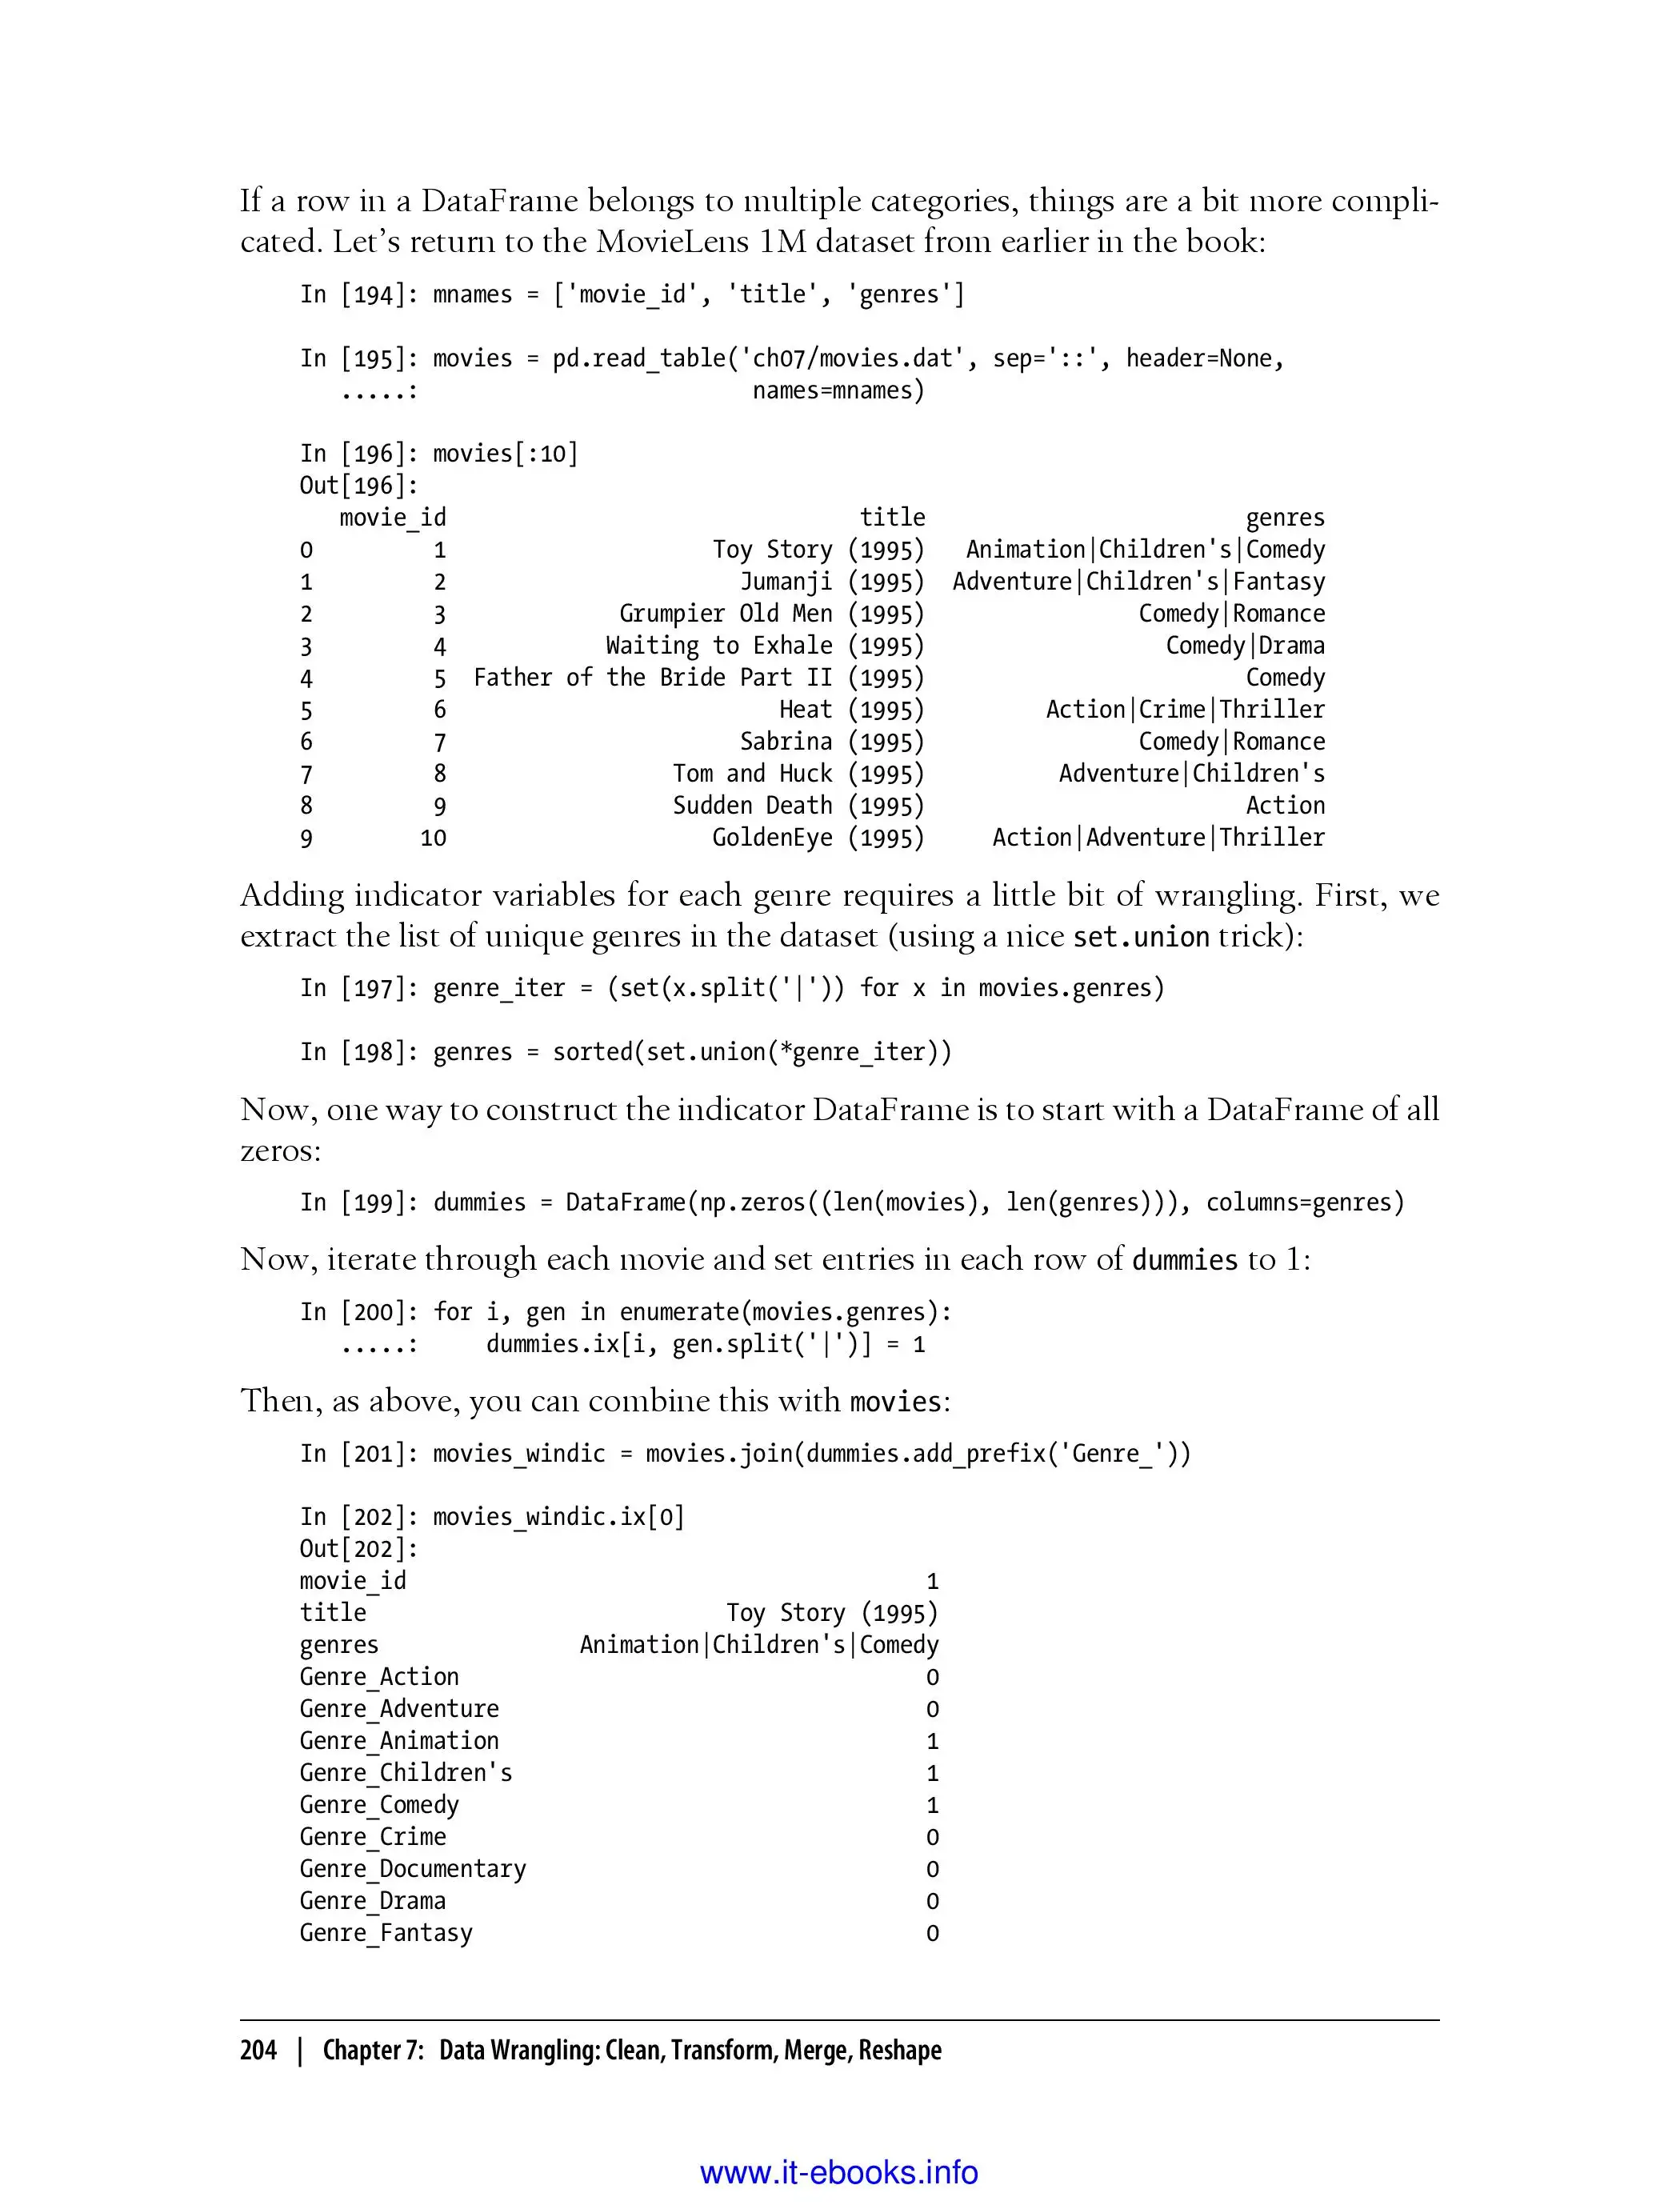 If a row in a DataFrame belongs to multiple categories, things are a bit more compli-
cated. Let’s return to the MovieLens 1M dataset from earlier in the book:
In [194]: mnames = ['movie_id', 'title', 'genres']
In [195]: movies = pd.read_table('ch07/movies.dat', sep='::', header=None,
.....: names=mnames)
In [196]: movies[:10]
Out[196]:
movie_id title genres
0 1 Toy Story (1995) Animation|Children's|Comedy
1 2 Jumanji (1995) Adventure|Children's|Fantasy
2 3 Grumpier Old Men (1995) Comedy|Romance
3 4 Waiting to Exhale (1995) Comedy|Drama
4 5 Father of the Bride Part II (1995) Comedy
5 6 Heat (1995) Action|Crime|Thriller
6 7 Sabrina (1995) Comedy|Romance
7 8 Tom and Huck (1995) Adventure|Children's
8 9 Sudden Death (1995) Action
9 10 GoldenEye (1995) Action|Adventure|Thriller
Adding indicator variables for each genre requires a little bit of wrangling. First, we
extract the list of unique genres in the dataset (using a nice set.union trick):
In [197]: genre_iter = (set(x.split('|')) for x in movies.genres)
In [198]: genres = sorted(set.union(*genre_iter))
Now, one way to construct the indicator DataFrame is to start with a DataFrame of all
zeros:
In [199]: dummies = DataFrame(np.zeros((len(movies), len(genres))), columns=genres)
Now, iterate through each movie and set entries in each row of dummies to 1:
In [200]: for i, gen in enumerate(movies.genres):
.....: dummies.ix[i, gen.split('|')] = 1
Then, as above, you can combine this with movies:
In [201]: movies_windic = movies.join(dummies.add_prefix('Genre_'))
In [202]: movies_windic.ix[0]
Out[202]:
movie_id 1
title Toy Story (1995)
genres Animation|Children's|Comedy
Genre_Action 0
Genre_Adventure 0
Genre_Animation 1
Genre_Children's 1
Genre_Comedy 1
Genre_Crime 0
Genre_Documentary 0
Genre_Drama 0
Genre_Fantasy 0
204 | Chapter 7: Data Wrangling: Clean, Transform, Merge, Reshape
www.it-ebooks.info